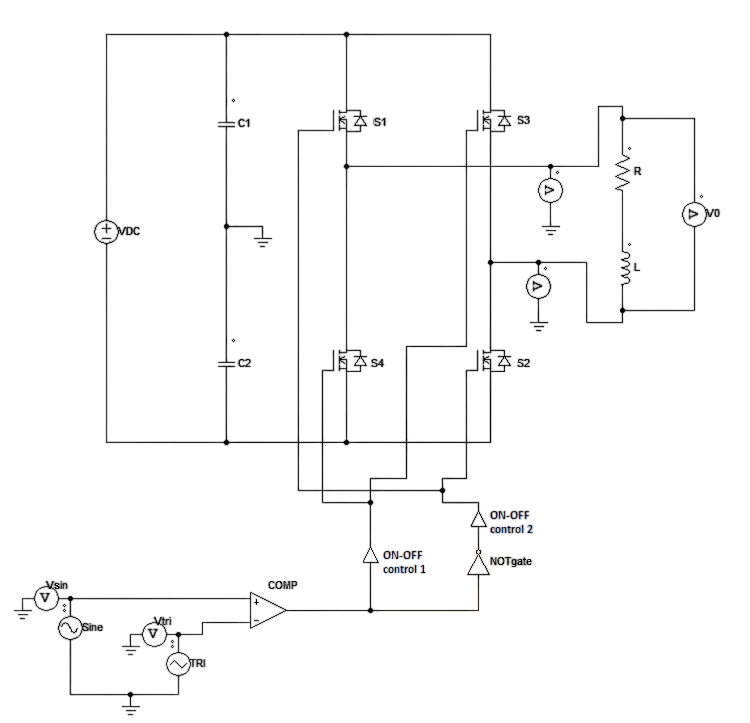 C1
S1
S3
R
VDC
V0
L
C2
S4
S2
ON-OFF
control 2
ON-OFF
control 1
NOTgate
COMP
Vsin
V
Sine
Vtri
V
TRI
V
V
V